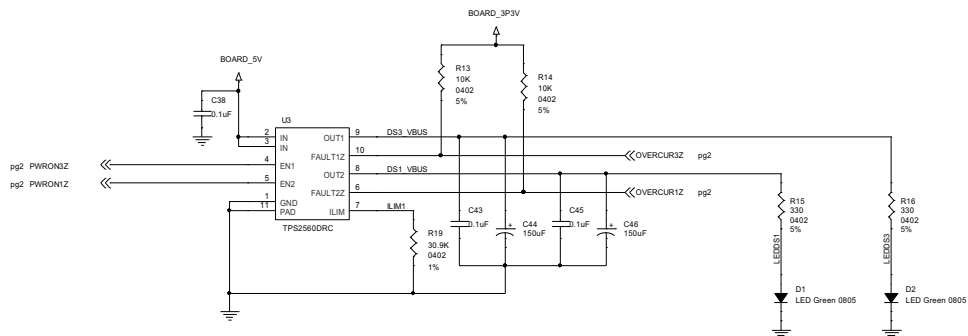 BOARD_3P3V
BOARD_5V
R13
10K
0402
5%
R14
10K
0402
5%
C38
0.1uF
U3
2 IN
3 IN
4 EN1
5 EN2
1 GND
11 PAD
OUT1 9 DS3_VBUS
FAULT1Z 10
OUT2 8 DS1_VBUS
FAULT2Z 6
ILIM 7 ILIM1
TPS2560DRC
pg2 PWRON3Z
pg2 PWRON1Z
OVERCUR3Z pg2
OVERCUR1Z pg2
R19
30.9K
0402
1%
C43
0.1uF
C44
150uF
C45
0.1uF
C46
150uF
R15
330
0402
5%
R16
330
0402
5%
LEDDS1
LEDDS3
D1
LED Green 0805
D2
LED Green 0805